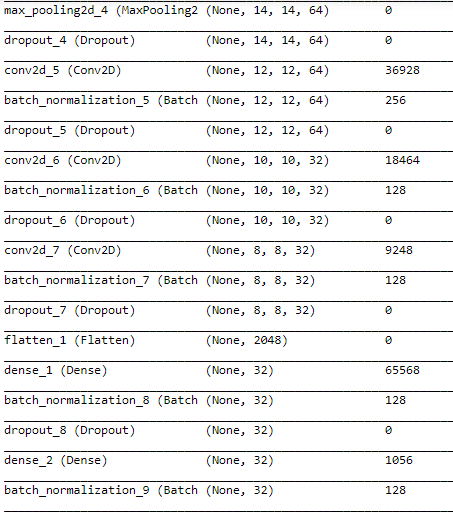 max_pooling2d_4 (MaxPooling2 (None, 14, 14, 64) 0
dropout_4 (Dropout) (None, 14, 14, 64) 0
conv2d_5 (Conv2D) (None, 12, 12, 64) 36928
batch_normalization_5 (Batch (None, 12, 12, 64) 256
dropout_5 (Dropout) (None, 12, 12, 64) 0
conv2d_6 (Conv2D) (None, 10, 10, 32) 18464
batch_normalization_6 (Batch (None, 10, 10, 32) 128
dropout_6 (Dropout) (None, 10, 10, 32) 0
conv2d_7 (Conv2D) (None, 8, 8, 32) 9248
batch_normalization_7 (Batch (None, 8, 8, 32) 128
dropout_7 (Dropout) (None, 8, 8, 32) 0
flatten_1 (Flatten) (None, 2048) 0
dense_1 (Dense) (None, 32) 65568
batch_normalization_8 (Batch (None, 32) 128
dropout_8 (Dropout) (None, 32) 0
dense_2 (Dense) (None, 32) 1056
batch_normalization_9 (Batch (None, 32) 128